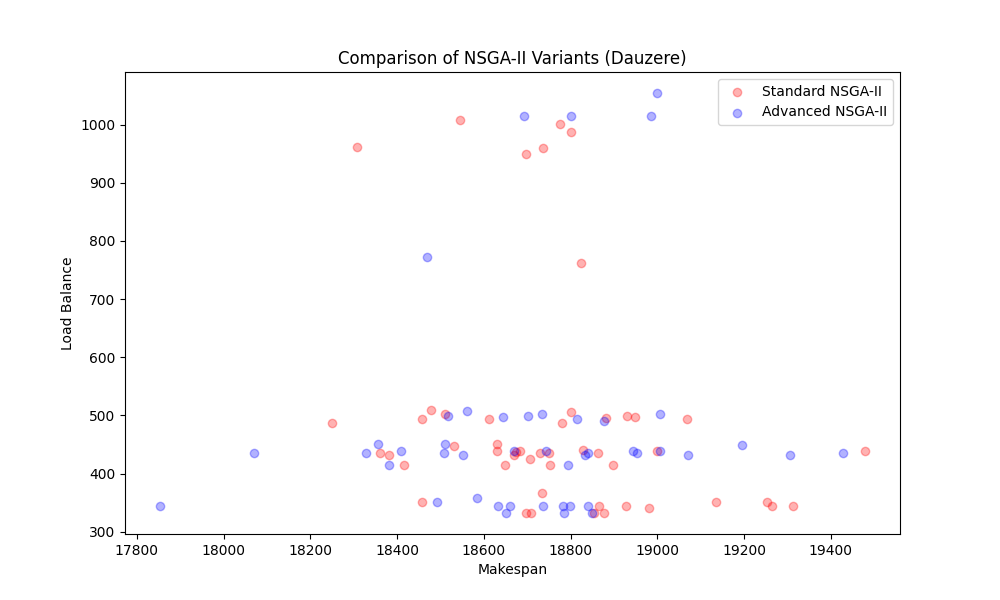 Comparison of NSGA-II Variants (Dauzere)
Standard NSGA-II
Advanced NSGA-II
1000
900
800
700
600
500
400
300
Load Balance
17800 18000 18200 18400 18600 18800 19000 19200 19400
Makespan